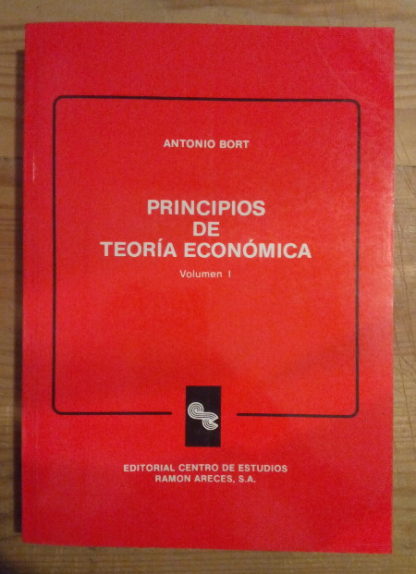 ANTONIO BORT
PRINCIPIOS
DE
TEORÍA ECONÓMICA
Volumen I
EDITORIAL CENTRO DE ESTUDIOS
RAMON ARECES, S.A.